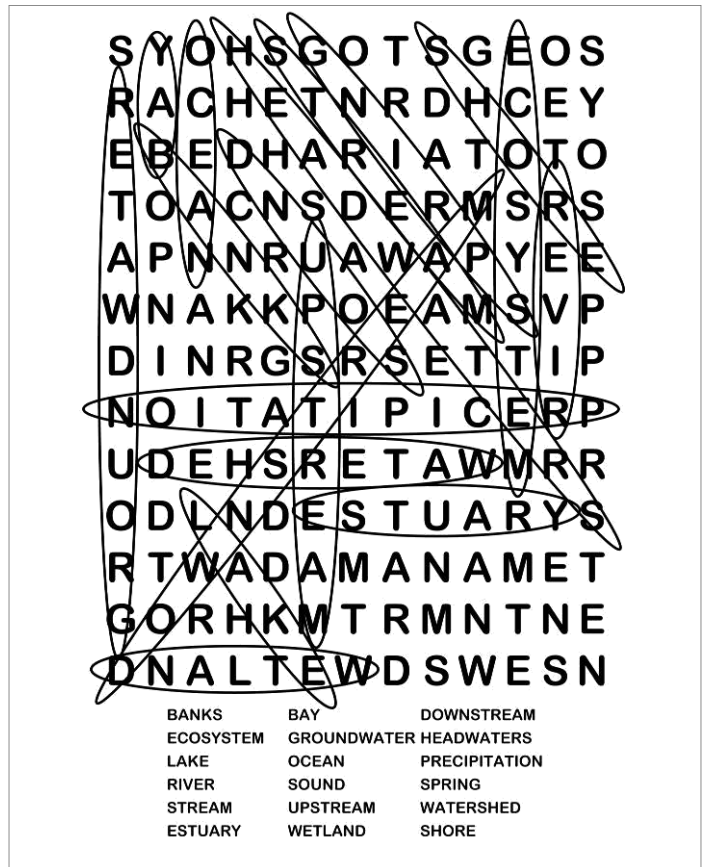 S Y O H S G O T S G E O S
R A C H E T N R D H C E Y
E B E D H A R I A T O T O
T O A C N S D E R M S R S
A P N N R U A W A P Y E E
W N A K K P O E A M S V P
D I N R G S R S E T T I P
N O I T A T I P I C E R P
U D E H S R E T A W M R R
O D L N D E S T U A R Y S
R T W A D A M A N A M E T
G O R H K M T R M N T N E
D N A L T E W D S W E S N
BANKS BAY DOWNSTREAM
ECOSYSTEM GROUNDWATER HEADWATERS
LAKE OCEAN PRECIPITATION
RIVER SOUND SPRING
STREAM UPSTREAM WATERSHED
ESTUARY WETLAND SHORE